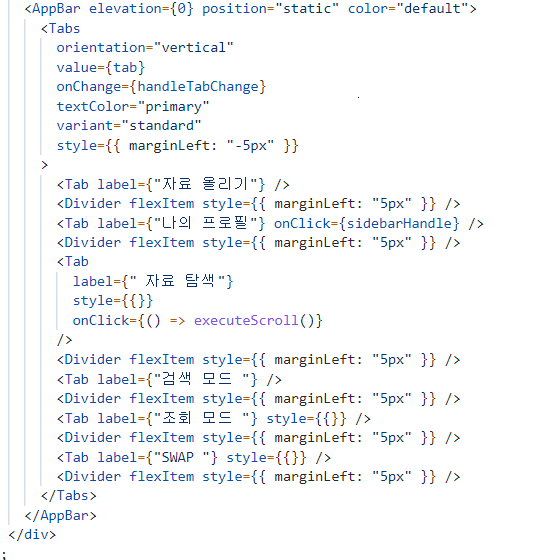 <AppBar elevation={0} position="static" color="default">
<Tabs
orientation="vertical"
value={tab}
onChange={handleTabChange}
textColor="primary"
variant="standard"
style={{ marginLeft: "-5px" }}
>
<Tab label={"자료 올리기"} />
<Divider flexItem style={{ marginLeft: "5px" }} />
<Tab label={"나의 프로필"} onClick={sidebarHandle} />
<Divider flexItem style={{ marginLeft: "5px" }} />
<Tab
label={" 자료 탐색"}
style={{}}
onClick={() => executeScroll()}
/>
<Divider flexItem style={{ marginLeft: "5px" }} />
<Tab label={"검색 모드 "} />
<Divider flexItem style={{ marginLeft: "5px" }} />
<Tab label={"조회 모드 "} style={{}} />
<Divider flexItem style={{ marginLeft: "5px" }} />
<Tab label={"SWAP "} style={{}} />
<Divider flexItem style={{ marginLeft: "5px" }} />
</Tabs>
</AppBar>
</div>
;